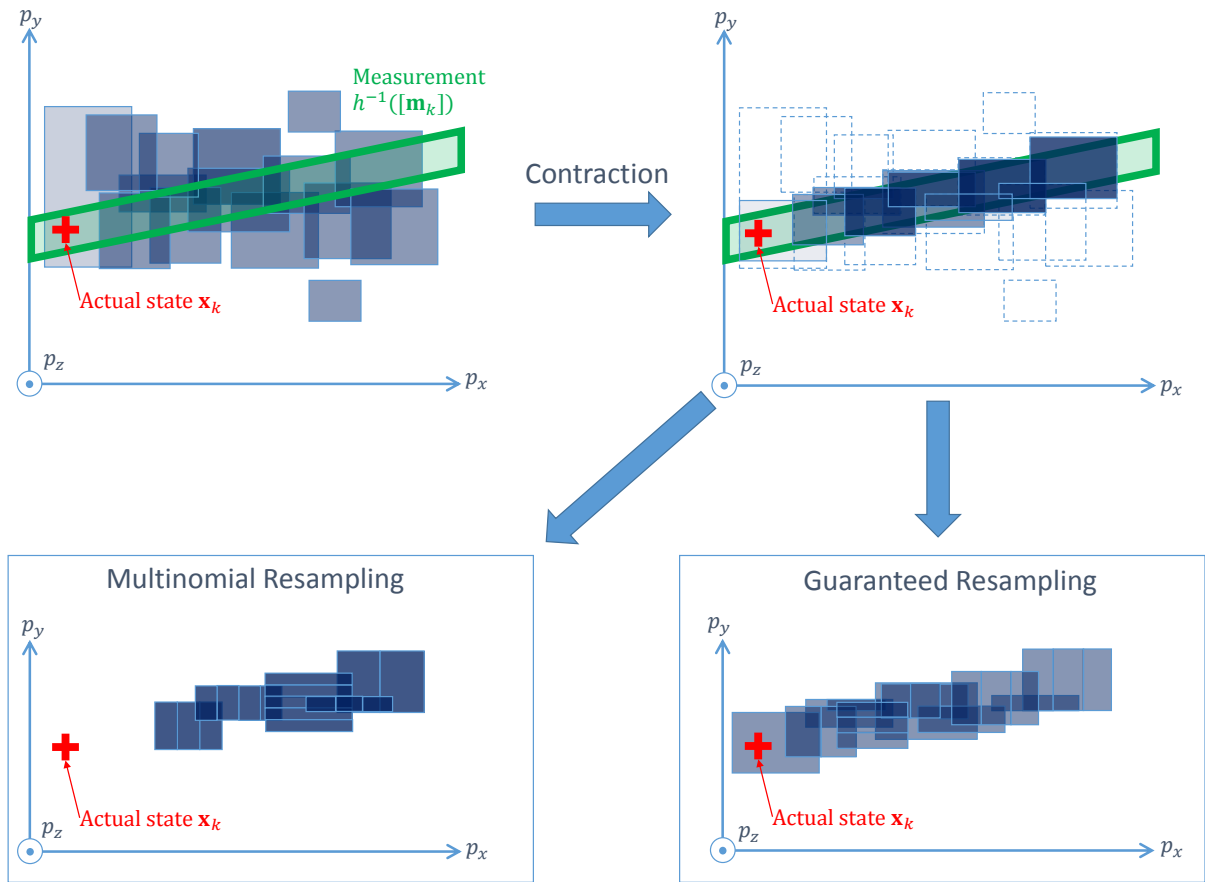 p_y
Measurement
h⁻¹([𝐦_k])
Actual state 𝐱_k
p_z
p_x
Contraction
p_y
Actual state 𝐱_k
p_z
p_x
Multinomial Resampling
p_y
Actual state 𝐱_k
p_z
p_x
Guaranteed Resampling
p_y
Actual state 𝐱_k
p_z
p_x